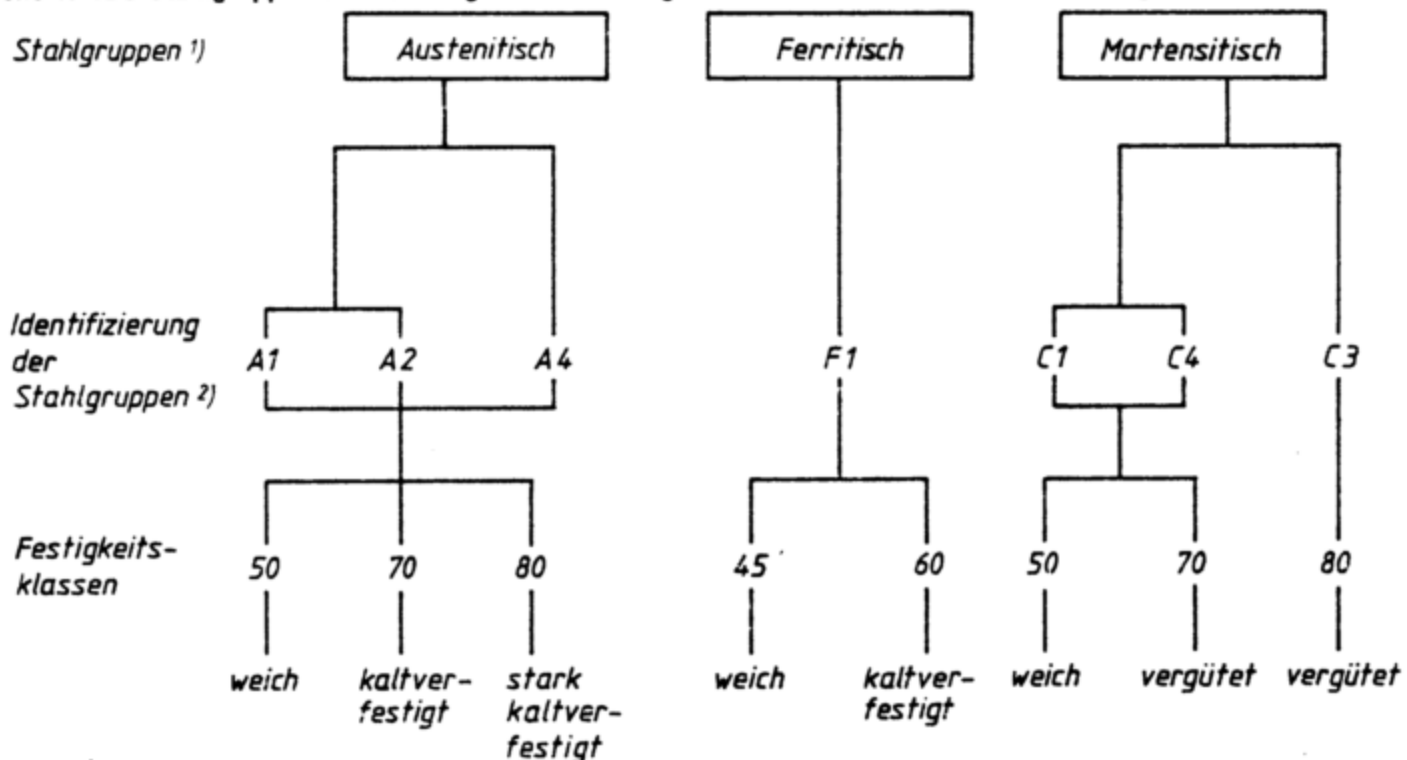 Stahlgruppen 1) Austenitisch Ferritisch Martensitisch
Identifizierung
der A1 A2 A4 F1 C1 C4 C3
Stahlgruppen 2)
Festigkeits-
50 70 80 45 60 50 70 80
klassen
weich kaltver- stark weich kaltver- weich vergütet vergütet
festigt kaltver- festigt
festigt